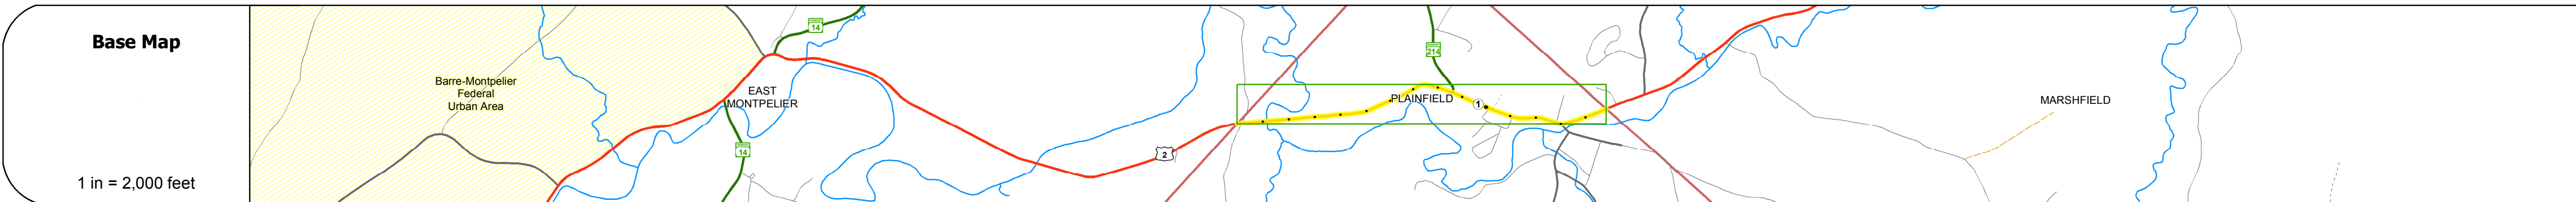 Base Map
1 in = 2,000 feet
Barre-Montpelier
Federal
Urban Area
14
EAST
MONTPELIER
14
2
214
PLAINFIELD
1
MARSHFIELD